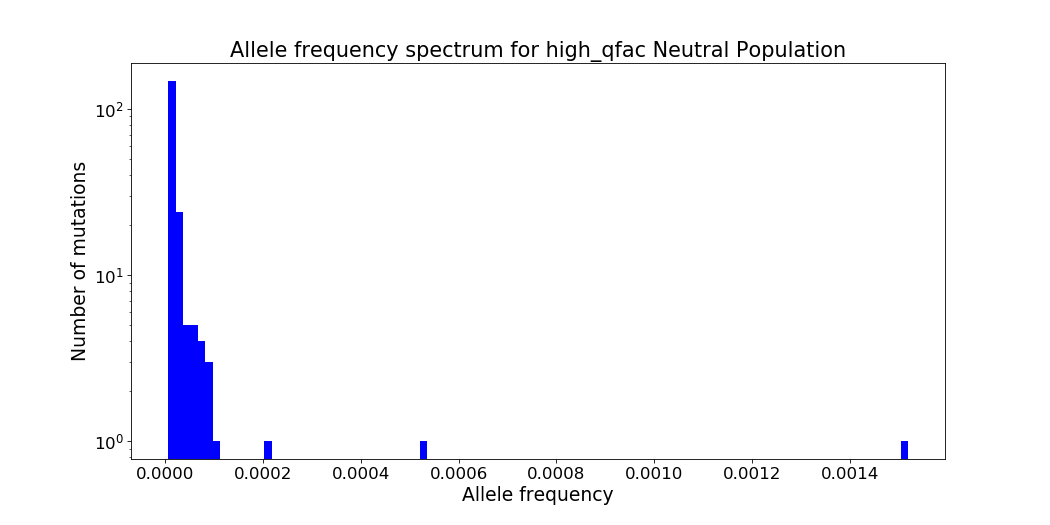 Allele frequency spectrum for high_qfac Neutral Population
Number of mutations
10²
10¹
10⁰
0.0000 0.0002 0.0004 0.0006 0.0008 0.0010 0.0012 0.0014
Allele frequency